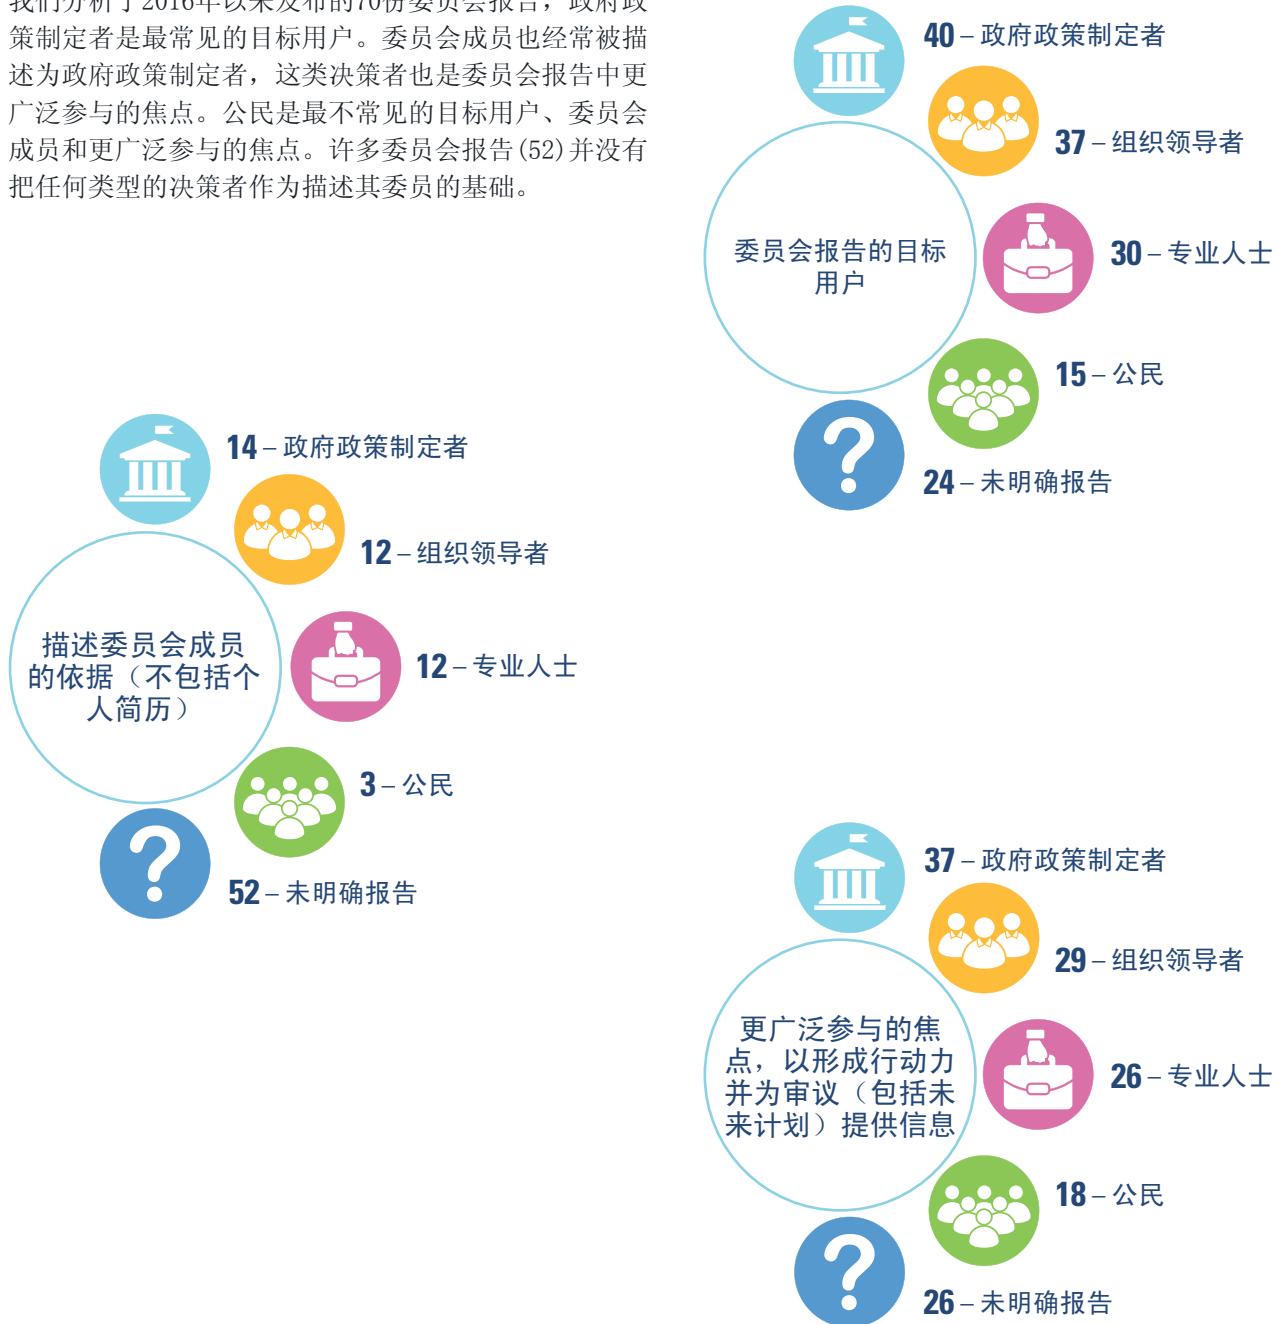 我们分析了2016年以来发布的70份委员会报告，政府政
策制定者是最常见的目标用户。委员会成员也经常被描
述为政府政策制定者，这类决策者也是委员会报告中更
广泛参与的焦点。公民是最不常见的目标用户、委员会
成员和更广泛参与的焦点。许多委员会报告(52)并没有
把任何类型的决策者作为描述其委员的基础。
委员会报告的目标
用户
40 – 政府政策制定者
37 – 组织领导者
30 – 专业人士
15 – 公民
24 – 未明确报告
描述委员会成员
的依据（不包括个
人简历）
14 – 政府政策制定者
12 – 组织领导者
12 – 专业人士
3 – 公民
52 – 未明确报告
更广泛参与的焦
点，以形成行动力
并为审议（包括未
来计划）提供信息
37 – 政府政策制定者
29 – 组织领导者
26 – 专业人士
18 – 公民
26 – 未明确报告